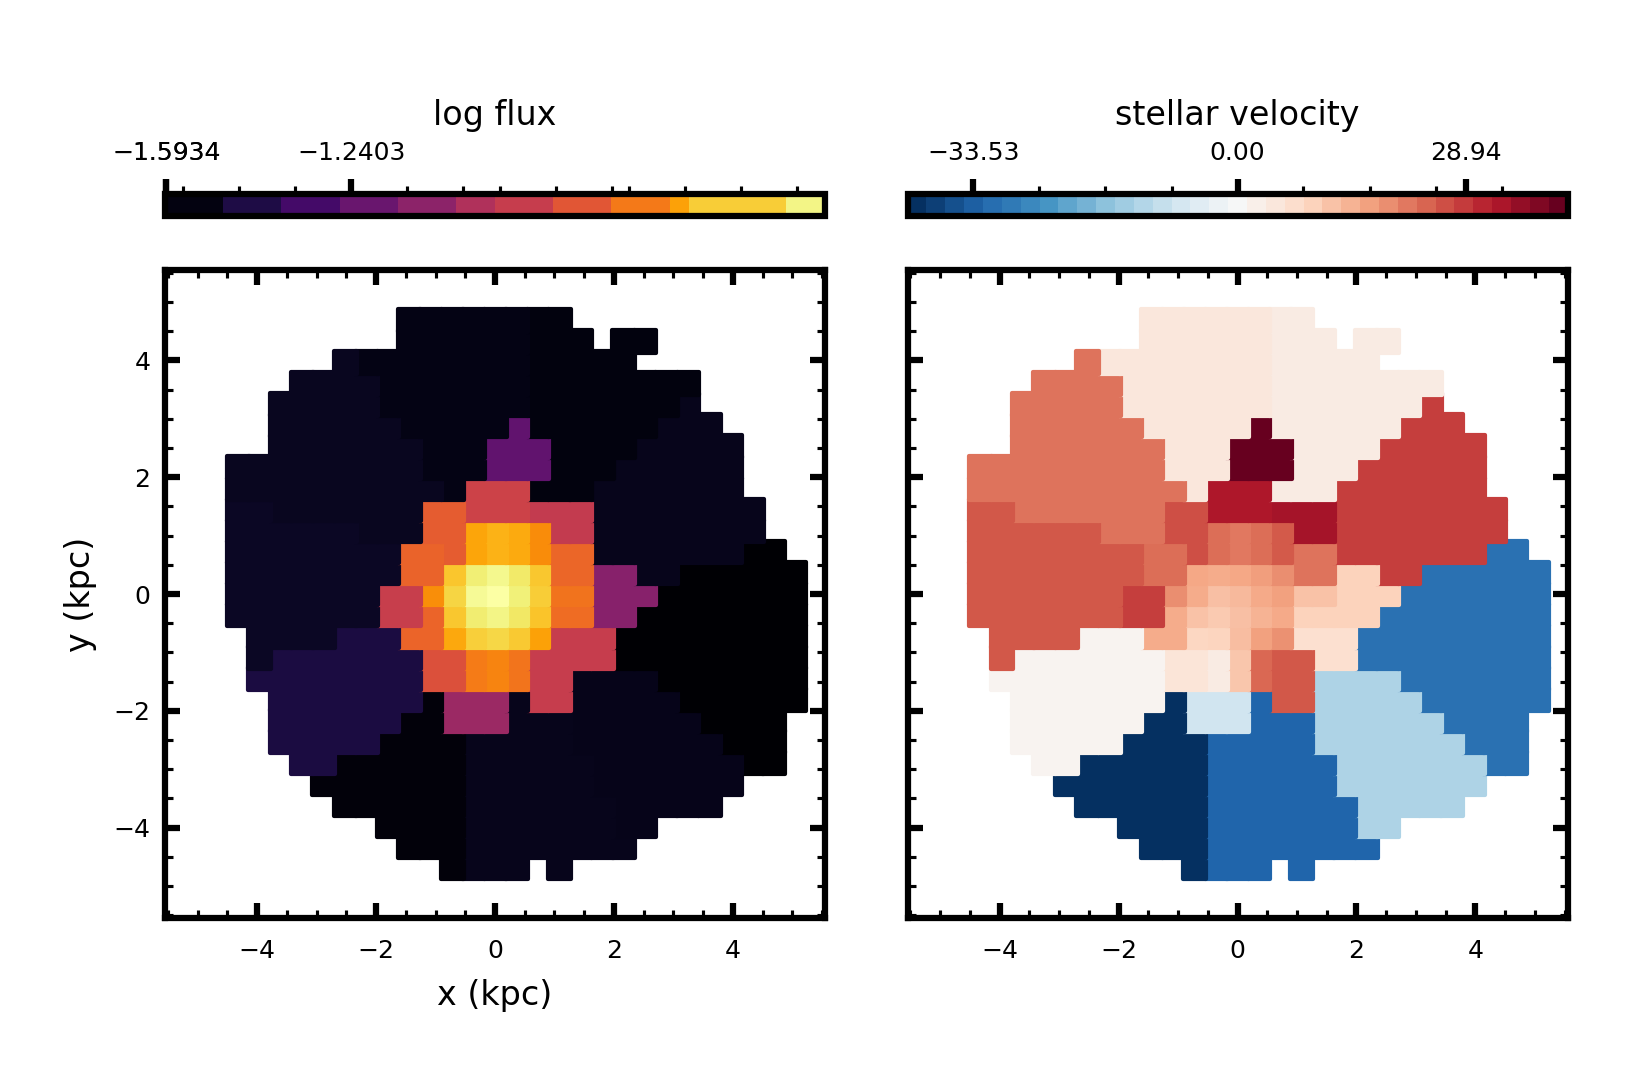 log flux
stellar velocity
−1.5934 −1.2403
−33.53 0.00 28.94
y (kpc)
4
2
0
−2
−4
−4 −2 0 2 4
−4 −2 0 2 4
x (kpc)